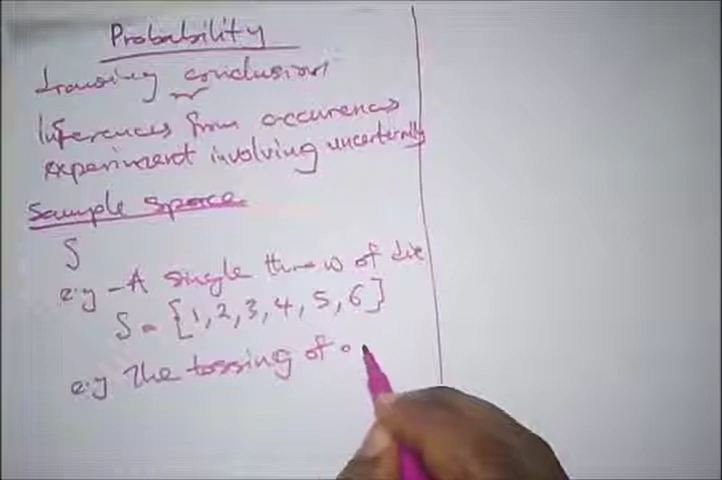 Probability
drawing conclusions
Inferences from occurences
experiment involving uncertainty
Sample Space
S
e.g - A single throw of die
S = {1, 2, 3, 4, 5, 6}
e.g The tossing of a